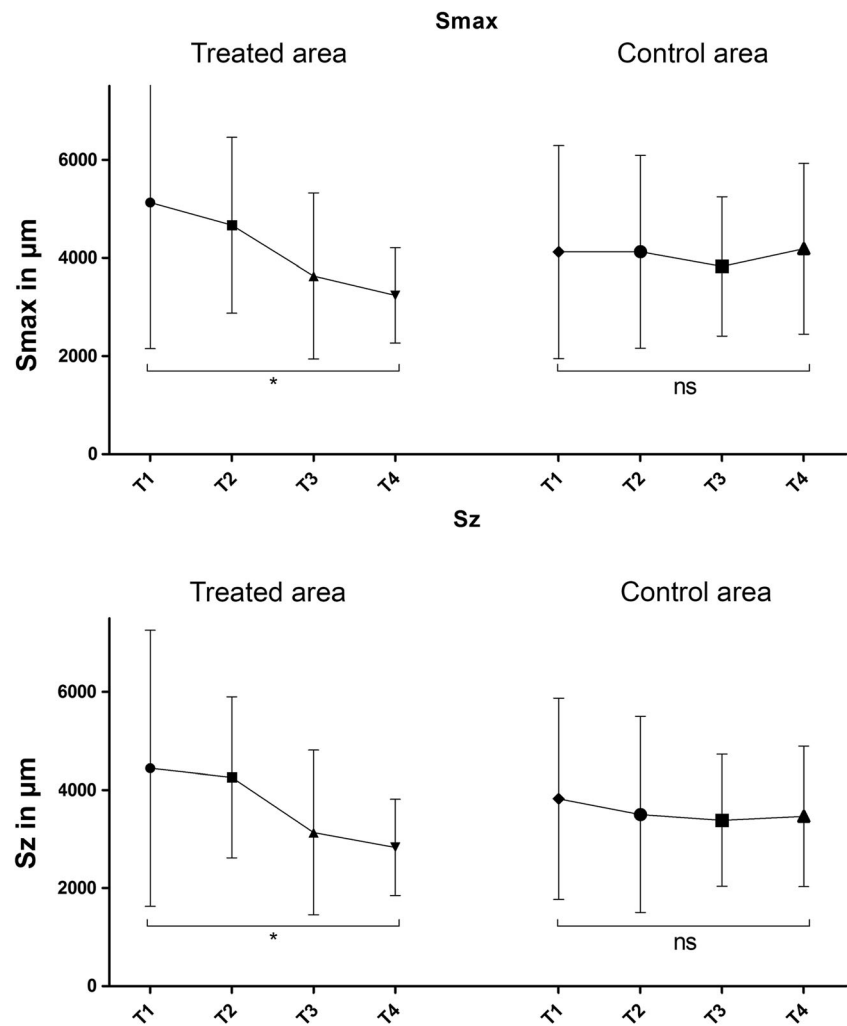 Smax
Treated area
Control area
Smax in µm
6000
4000
2000
0
*
ns
T1
T2
T3
T4
T1
T2
T3
T4
Sz
Treated area
Control area
Sz in µm
6000
4000
2000
0
*
ns
T1
T2
T3
T4
T1
T2
T3
T4